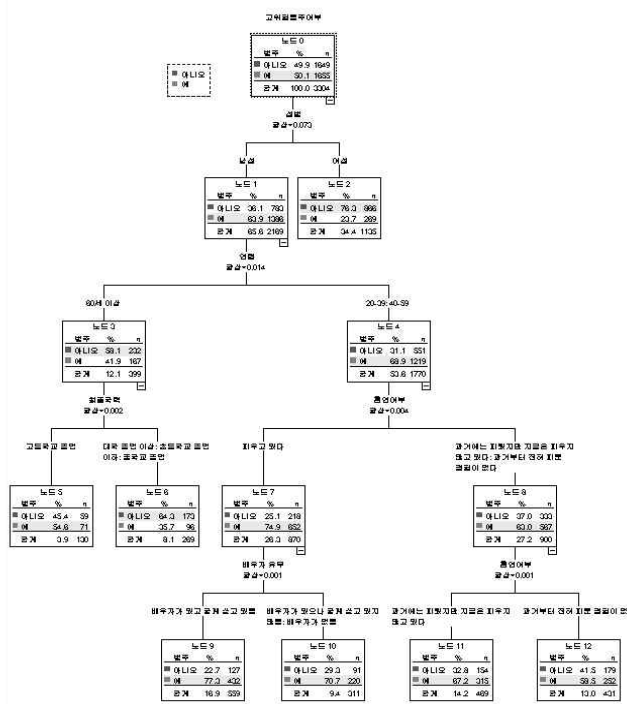 고위험음주여부
노드 0
범주 % n
아니오 49.9 1649
예 50.1 1655
합계 100.0 3304
아니오
예
성별
향상=0.073
남성
여성
노드 1
범주 % n
아니오 36.1 783
예 63.9 1386
합계 65.6 2169
노드 2
범주 % n
아니오 76.3 866
예 23.7 269
합계 34.4 1135
연령
향상=0.014
60세 이상
20-39; 40-59
노드 3
범주 % n
아니오 58.1 232
예 41.9 167
합계 12.1 399
노드 4
범주 % n
아니오 31.1 551
예 68.9 1219
합계 53.6 1770
최종학력
향상=0.002
흡연여부
향상=0.004
고등학교 졸업
대학 졸업 이상; 초등학교 졸업
이하; 중학교 졸업
피우고 있다
과거에는 피웠지만 지금은 피우지
않고 있다; 과거부터 전혀 피운
경험이 없다
노드 5
범주 % n
아니오 45.4 59
예 54.6 71
합계 3.9 130
노드 6
범주 % n
아니오 64.3 173
예 35.7 96
합계 8.1 269
노드 7
범주 % n
아니오 25.1 218
예 74.9 652
합계 26.3 870
노드 8
범주 % n
아니오 37.0 333
예 63.0 567
합계 27.2 900
배우자 유무
향상=0.001
흡연여부
향상=0.001
배우자가 있고 함께 살고 있음
배우자가 있으나 함께 살고 있지
않음; 배우자가 없음
과거에는 피웠지만 지금은 피우지
않고 있다
과거부터 전혀 피운 경험이 없
노드 9
범주 % n
아니오 22.7 127
예 77.3 432
합계 16.9 559
노드 10
범주 % n
아니오 29.3 91
예 70.7 220
합계 9.4 311
노드 11
범주 % n
아니오 32.8 154
예 67.2 315
합계 14.2 469
노드 12
범주 % n
아니오 41.5 179
예 58.5 252
합계 13.0 431